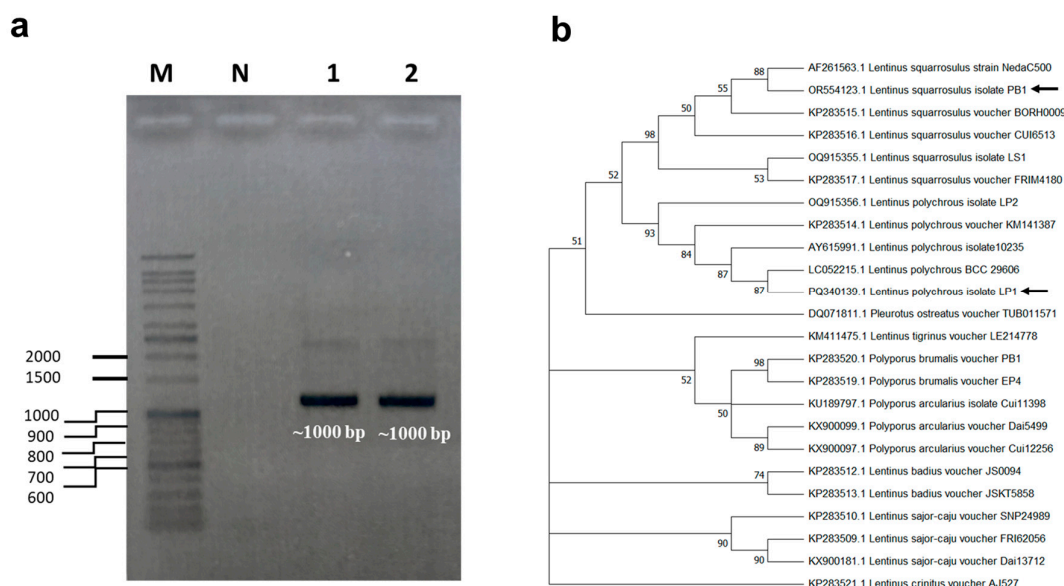 a
M N 1 2
2000
1500
1000
900
800
700
600
~1000 bp ~1000 bp
b
AF261563.1 Lentinus squarrosulus strain NedaC500
OR554123.1 Lentinus squarrosulus isolate PB1
KP283515.1 Lentinus squarrosulus voucher BORH0009
KP283516.1 Lentinus squarrosulus voucher CUI6513
OQ915355.1 Lentinus squarrosulus isolate LS1
KP283517.1 Lentinus squarrosulus voucher FRIM4180
OQ915356.1 Lentinus polychrous isolate LP2
KP283514.1 Lentinus polychrous voucher KM141387
AY615991.1 Lentinus polychrous isolate10235
LC052215.1 Lentinus polychrous BCC 29606
PQ340139.1 Lentinus polychrous isolate LP1
DQ071811.1 Pleurotus ostreatus voucher TUB011571
KM411475.1 Lentinus tigrinus voucher LE214778
KP283520.1 Polyporus brumalis voucher PB1
KP283519.1 Polyporus brumalis voucher EP4
KU189797.1 Polyporus arcularius isolate Cui11398
KX900099.1 Polyporus arcularius voucher Dai5499
KX900097.1 Polyporus arcularius voucher Cui12256
KP283512.1 Lentinus badius voucher JS0094
KP283513.1 Lentinus badius voucher JSKT5858
KP283510.1 Lentinus sajor-caju voucher SNP24989
KP283509.1 Lentinus sajor-caju voucher FRI62056
KX900181.1 Lentinus sajor-caju voucher Dai13712
KP283521.1 Lentinus crinitus voucher AJ527
88
55
50
98
53
52
93
84
87
87
51
98
52
50
89
74
90
90